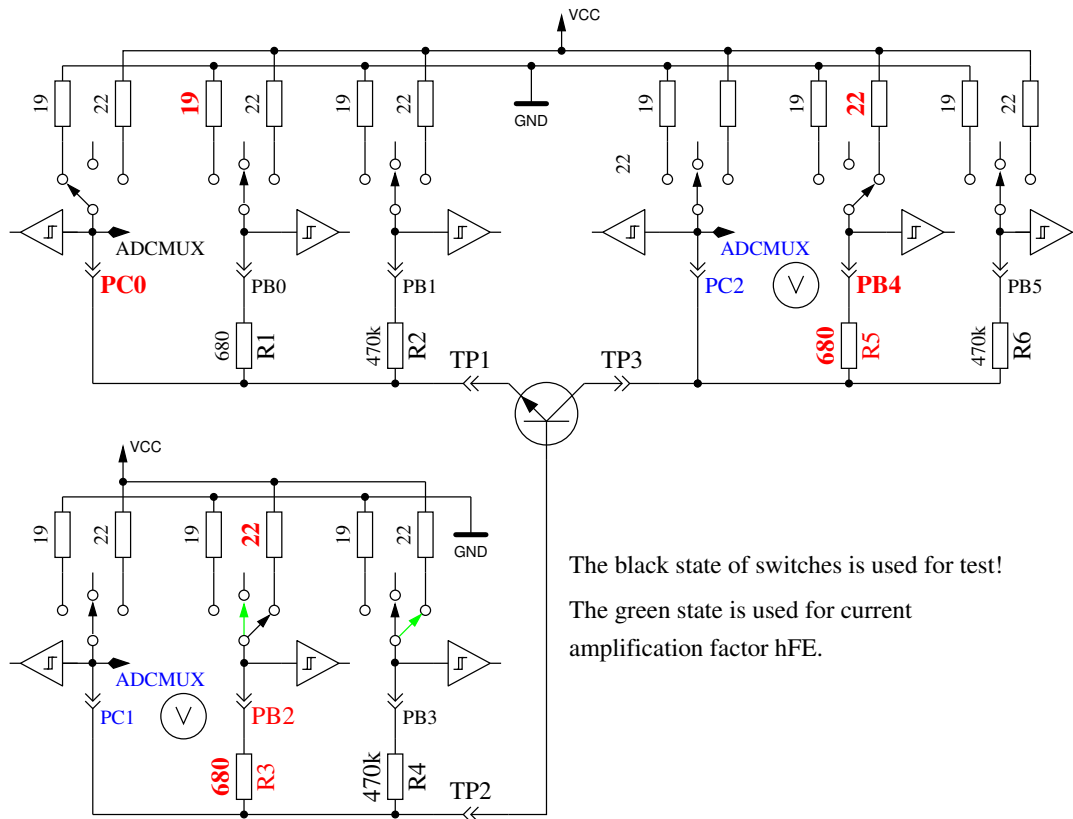 VCC
19
22
19
22
19
22
GND
19
22
19
22
19
22
ADCMUX
PC0
PB0
PB1
ADCMUX
PC2
V
PB4
PB5
680
R1
470k
R2
680
R5
470k
R6
TP1
TP3
VCC
19
22
19
22
19
22
GND
The black state of switches is used for test!
The green state is used for current
amplification factor hFE.
ADCMUX
PC1
V
PB2
PB3
680
R3
470k
R4
TP2